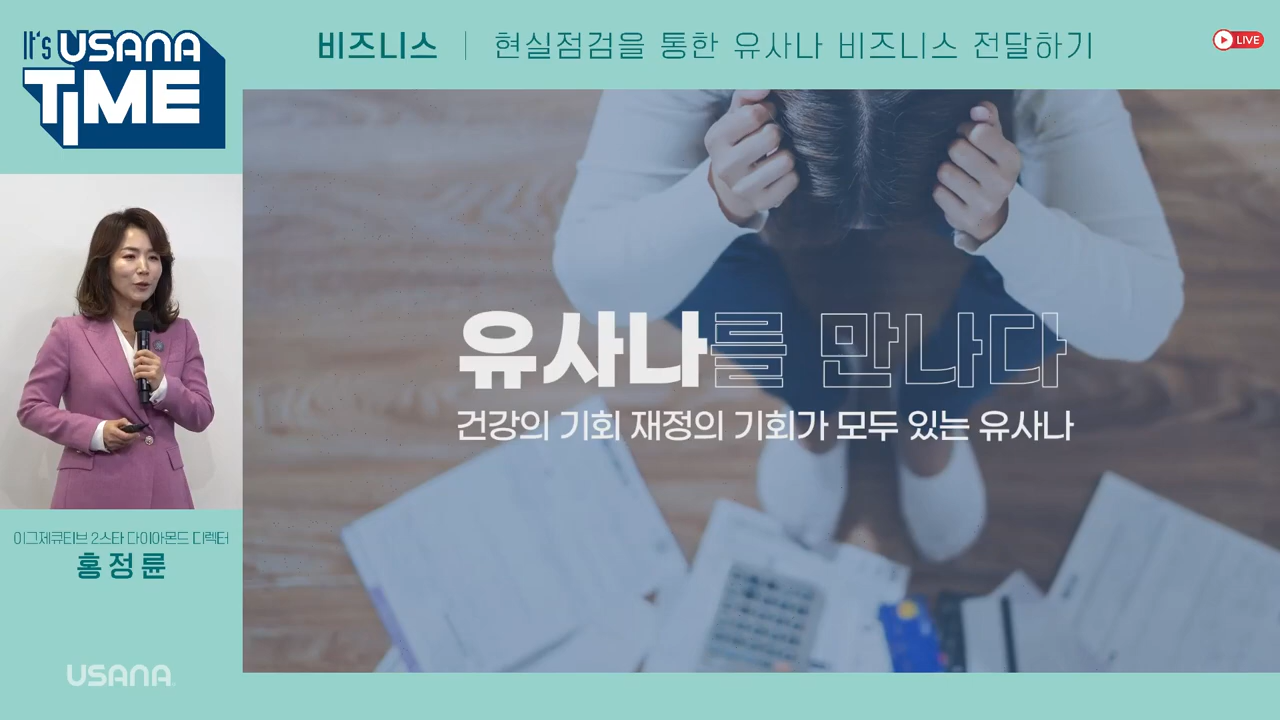 It's USANA
TiME
비즈니스 | 현실점검을 통한 유사나 비즈니스 전달하기
LIVE
유사나를 만나다
건강의 기회 재정의 기회가 모두 있는 유사나
이그제큐티브 2스타 다이아몬드 디렉터
홍정륜
USANA